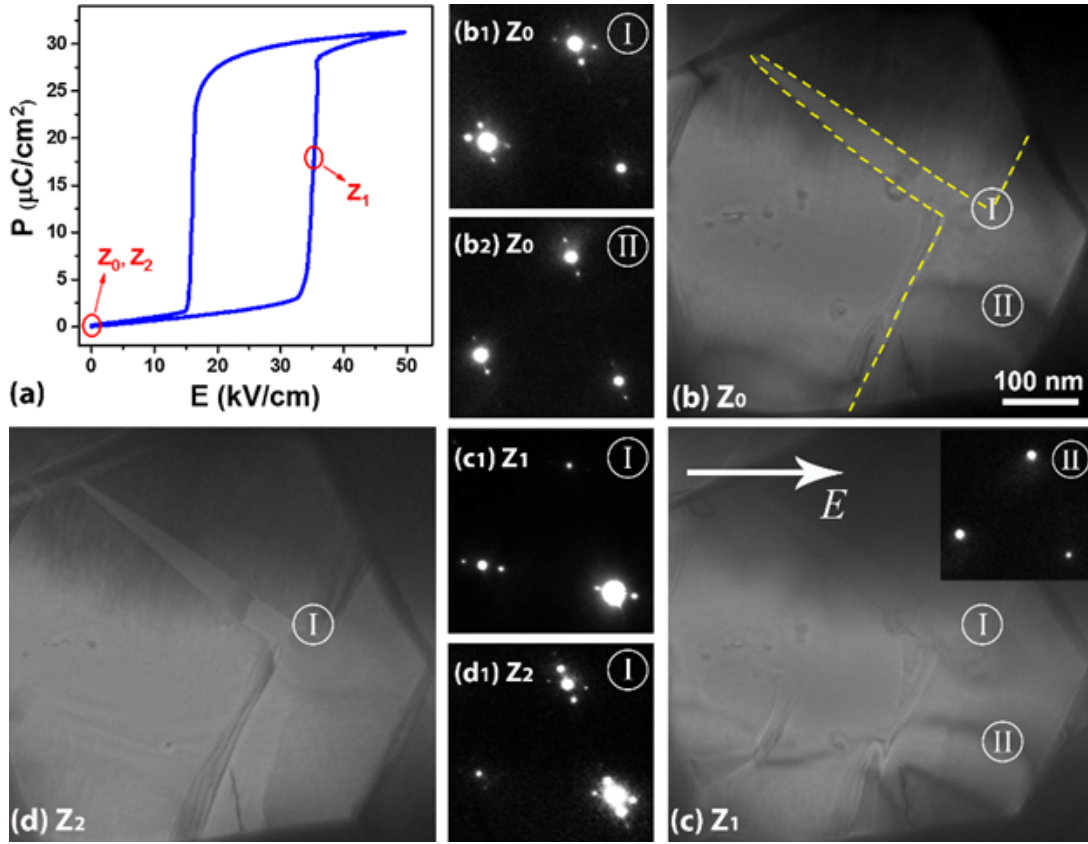 P (μC/cm²)
30
25
20
15
10
5
0
Z₀, Z₂
Z₁
0 10 20 30 40 50
E (kV/cm)
(a)
(b₁) Z₀
I
(b₂) Z₀
II
I
II
100 nm
(b) Z₀
I
(d) Z₂
(c₁) Z₁
I
(d₁) Z₂
I
E
II
I
II
(c) Z₁